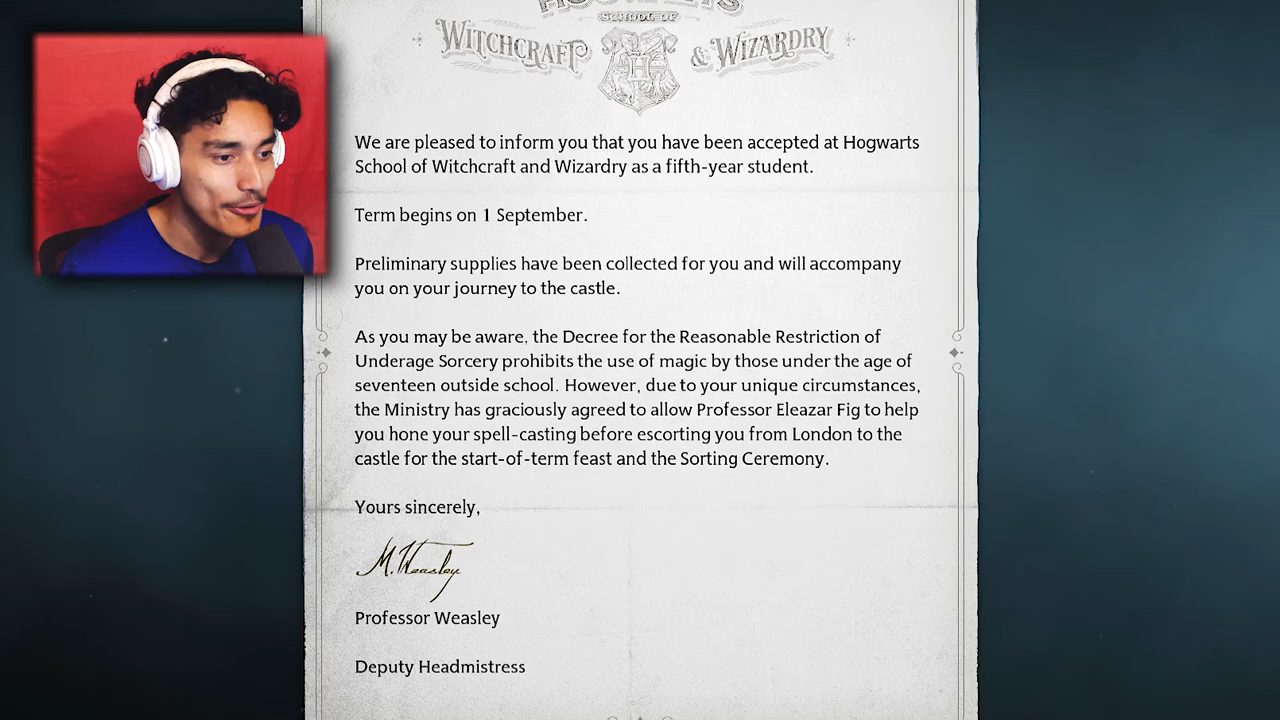 HOGWARTS
SCHOOL OF
WITCHCRAFT & WIZARDRY
H
We are pleased to inform you that you have been accepted at Hogwarts
School of Witchcraft and Wizardry as a fifth-year student.
Term begins on 1 September.
Preliminary supplies have been collected for you and will accompany
you on your journey to the castle.
As you may be aware, the Decree for the Reasonable Restriction of
Underage Sorcery prohibits the use of magic by those under the age of
seventeen outside school. However, due to your unique circumstances,
the Ministry has graciously agreed to allow Professor Eleazar Fig to help
you hone your spell-casting before escorting you from London to the
castle for the start-of-term feast and the Sorting Ceremony.
Yours sincerely,
M. Weasley
Professor Weasley
Deputy Headmistress